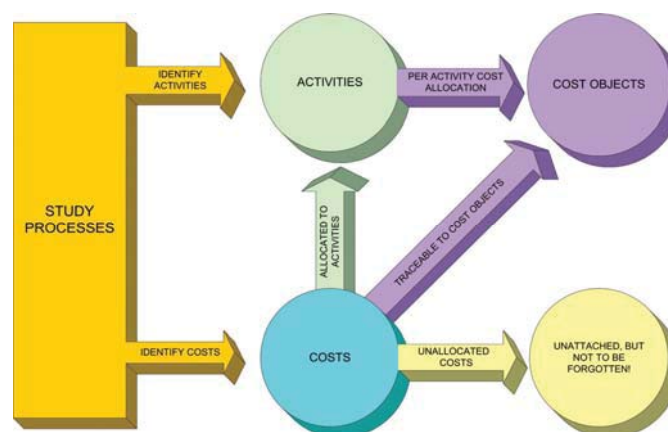 IDENTIFY
ACTIVITIES
ACTIVITIES
PER ACTIVITY COST
ALLOCATION
COST OBJECTS
STUDY
PROCESSES
ALLOCATED TO
ACTIVITIES
TRACEABLE TO COST OBJECTS
IDENTIFY COSTS
COSTS
UNALLOCATED
COSTS
UNATTACHED, BUT
NOT TO BE
FORGOTTEN!